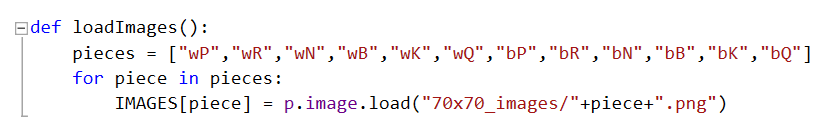 def loadImages():
    pieces = ["wP","wR","wN","wB","wK","wQ","bP","bR","bN","bB","bK","bQ"]
    for piece in pieces:
        IMAGES[piece] = p.image.load("70x70_images/"+piece+".png")